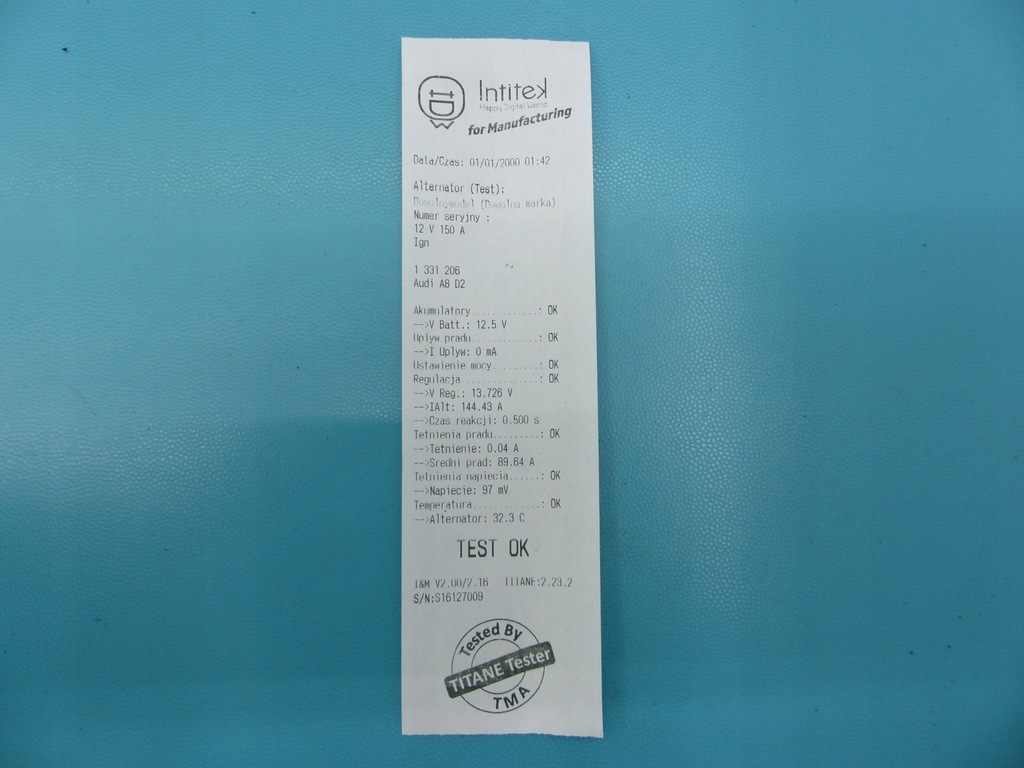 Intitek
Happy Digital World
for Manufacturing
Data/Czas: 01/01/2000 01:42
Alternator (Test):
Dowolnymodel (Dowolna marka)
Numer seryjny :
12 V 150 A
Ign
1 331 206
Audi A8 D2
Akumulatory............: OK
-->V Batt.: 12.5 V
Uplyw pradu............: OK
-->I Uplyw: 0 mA
Ustawienie mocy........: OK
Regulacja..............: OK
-->V Reg.: 13.726 V
-->IAlt: 144.43 A
-->Czas reakcji: 0.500 s
Tetnienia pradu.........: OK
-->Tetnienie: 0.04 A
-->Sredni prad: 89.64 A
Tetnienia napiecia......: OK
-->Napiecie: 97 mV
Temperatura............: OK
-->Alternator: 32.3 C
TEST OK
I&M V2.00/2.16 TITANE:2.23.2
S/N:S16127009
Tested By
TITANE Tester
TMA